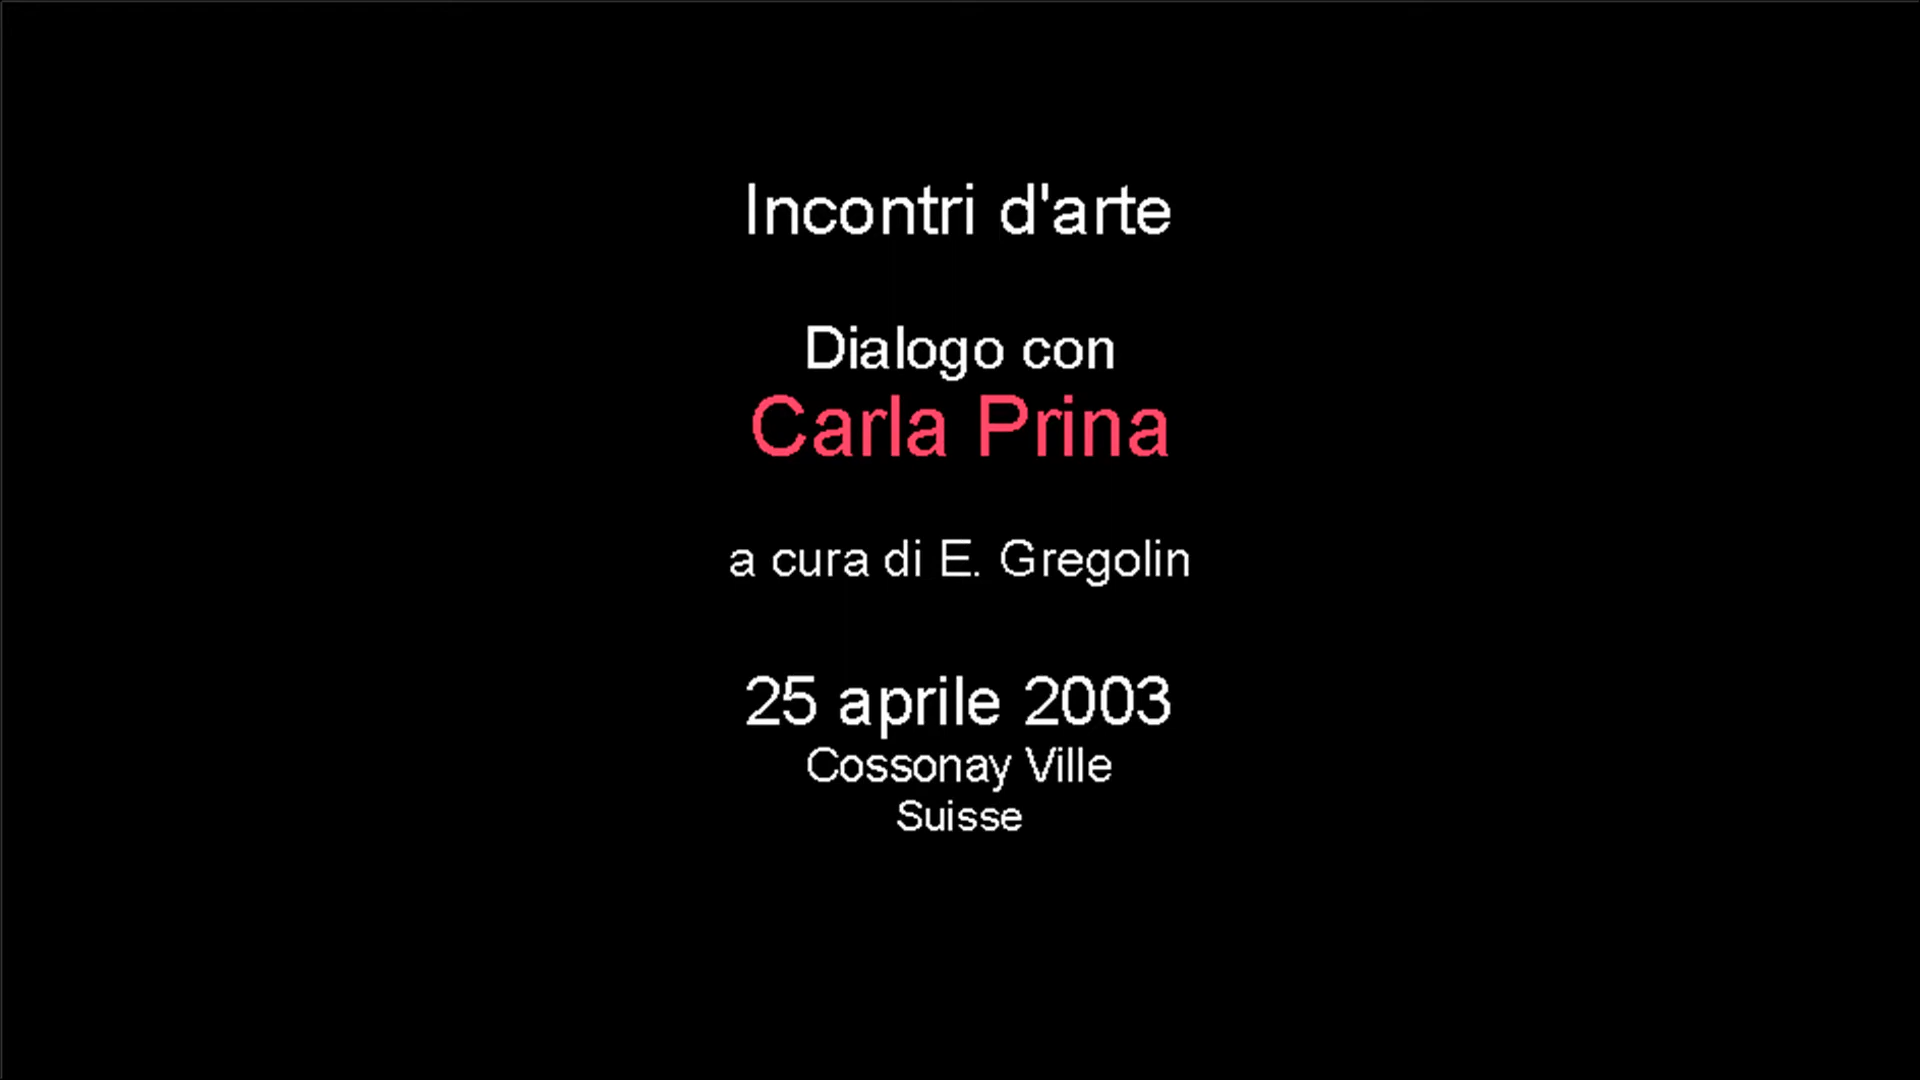 Incontri d'arte
Dialogo con
Carla Prina
a cura di E. Gregolin
25 aprile 2003
Cossonay Ville
Suisse